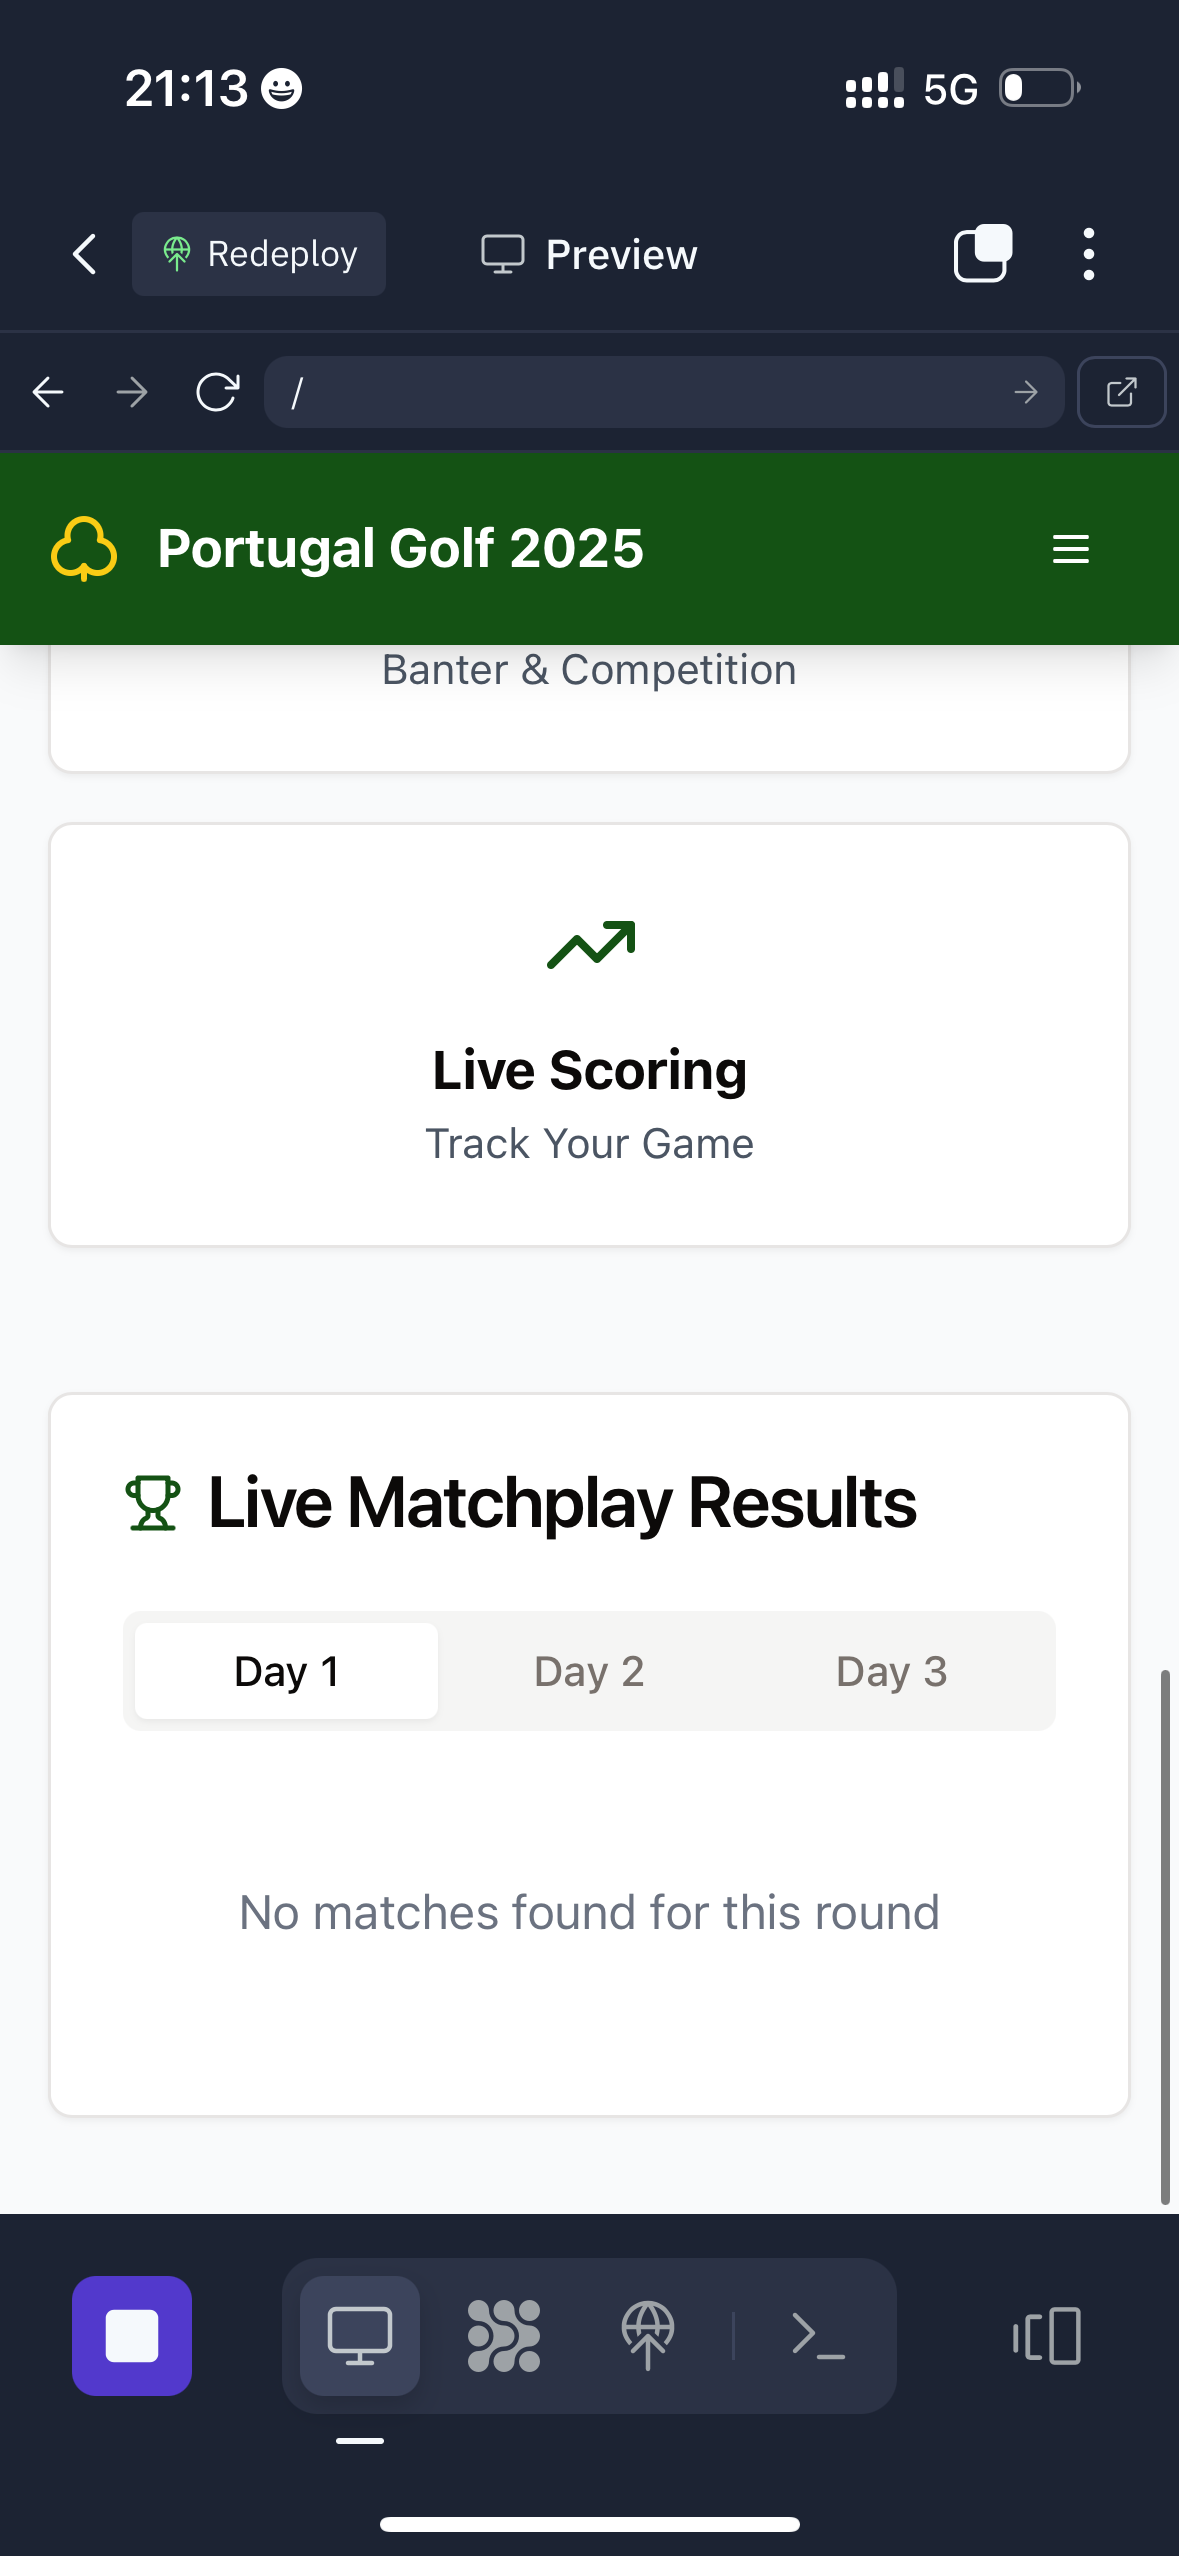 21:13
5G
Redeploy
Preview
/
Portugal Golf 2025
Banter & Competition
Live Scoring
Track Your Game
Live Matchplay Results
Day 1
Day 2
Day 3
No matches found for this round